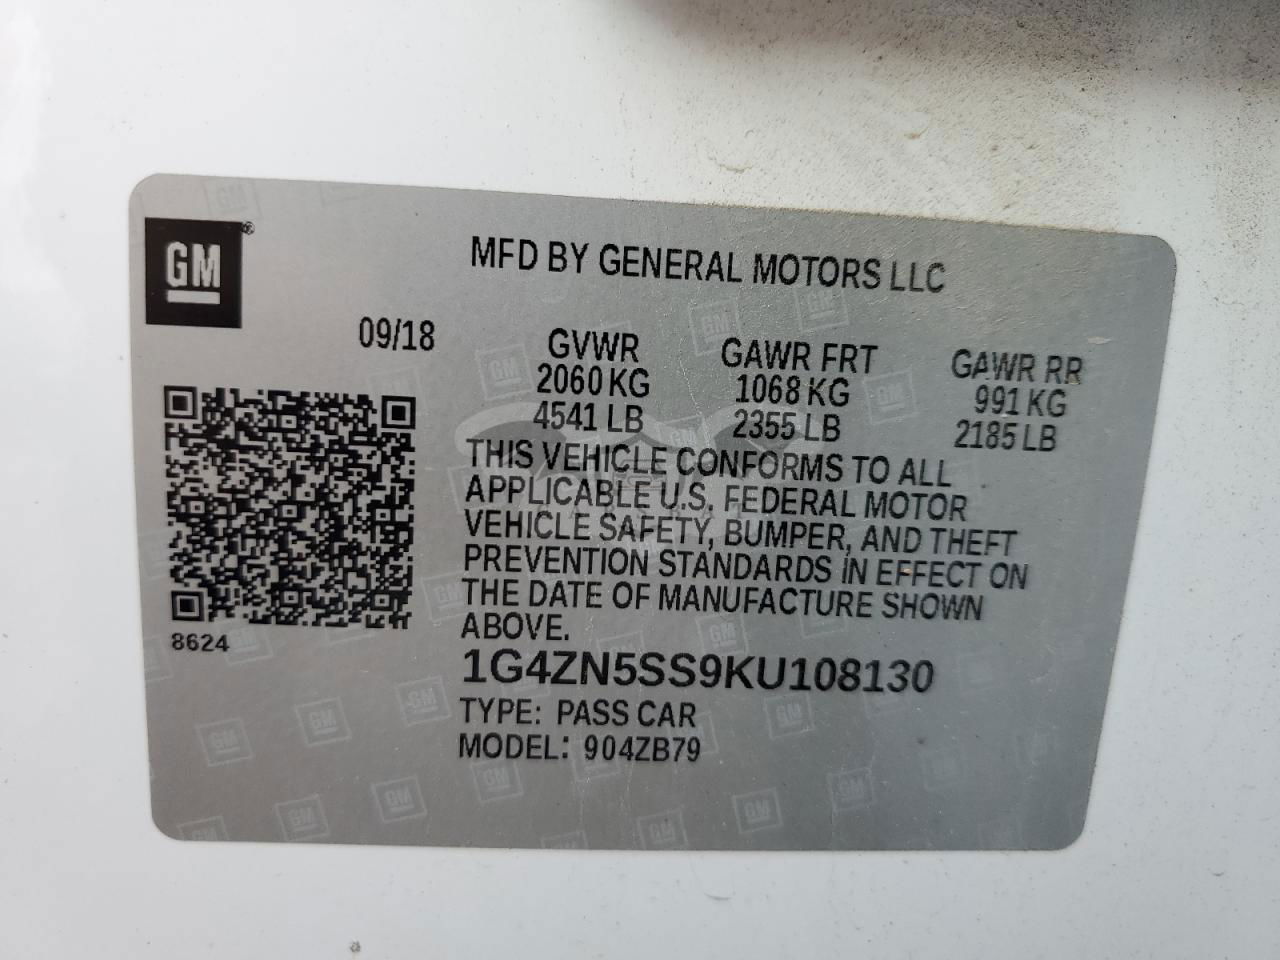 GM®
MFD BY GENERAL MOTORS LLC
09/18
GVWR
2060 KG
4541 LB
GAWR FRT
1068 KG
2355 LB
GAWR RR
991 KG
2185 LB
THIS VEHICLE CONFORMS TO ALL
APPLICABLE U.S. FEDERAL MOTOR
VEHICLE SAFETY, BUMPER, AND THEFT
PREVENTION STANDARDS IN EFFECT ON
THE DATE OF MANUFACTURE SHOWN
ABOVE.
8624
1G4ZN5SS9KU108130
TYPE: PASS CAR
MODEL: 904ZB79